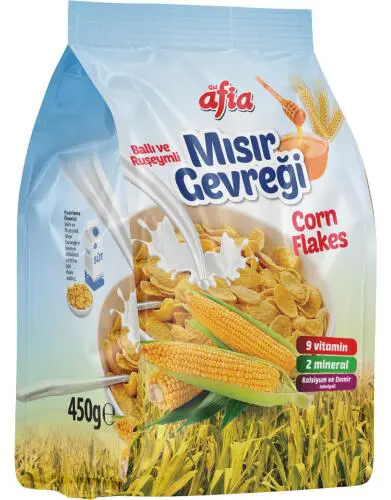 afia
Ballı ve
Ruşeymli
Mısır
Gevreği
Corn
Flakes
SÜT
9 vitamin
2 mineral
Kalsiyum ve Demir
450g℮